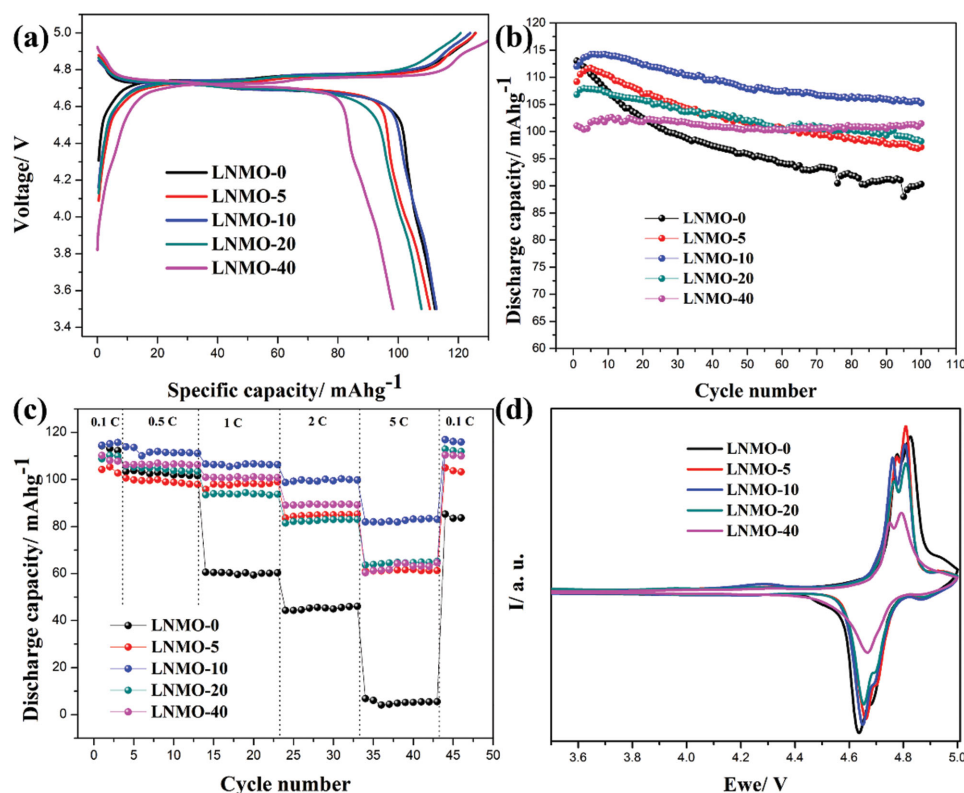 (a)
5.0
4.8
4.6
4.4
4.2
4.0
3.8
3.6
3.4
Voltage/ V
LNMO-0
LNMO-5
LNMO-10
LNMO-20
LNMO-40
0 20 40 60 80 100 120
Specific capacity/ mAhg-1
(b)
115
110
105
100
95
90
85
80
75
70
65
60
Discharge capacity/ mAhg-1
LNMO-0
LNMO-5
LNMO-10
LNMO-20
LNMO-40
0 10 20 30 40 50 60 70 80 90 100
Cycle number
(c)
0.1 C 0.5 C 1 C 2 C 5 C 0.1 C
120
100
80
60
40
20
0
Discharge capacity/ mAhg-1
LNMO-0
LNMO-5
LNMO-10
LNMO-20
LNMO-40
0 5 10 15 20 25 30 35 40 45 50
Cycle number
(d)
I/ a. u.
LNMO-0
LNMO-5
LNMO-10
LNMO-20
LNMO-40
3.6 3.8 4.0 4.2 4.4 4.6 4.8 5.0
Ewe/ V